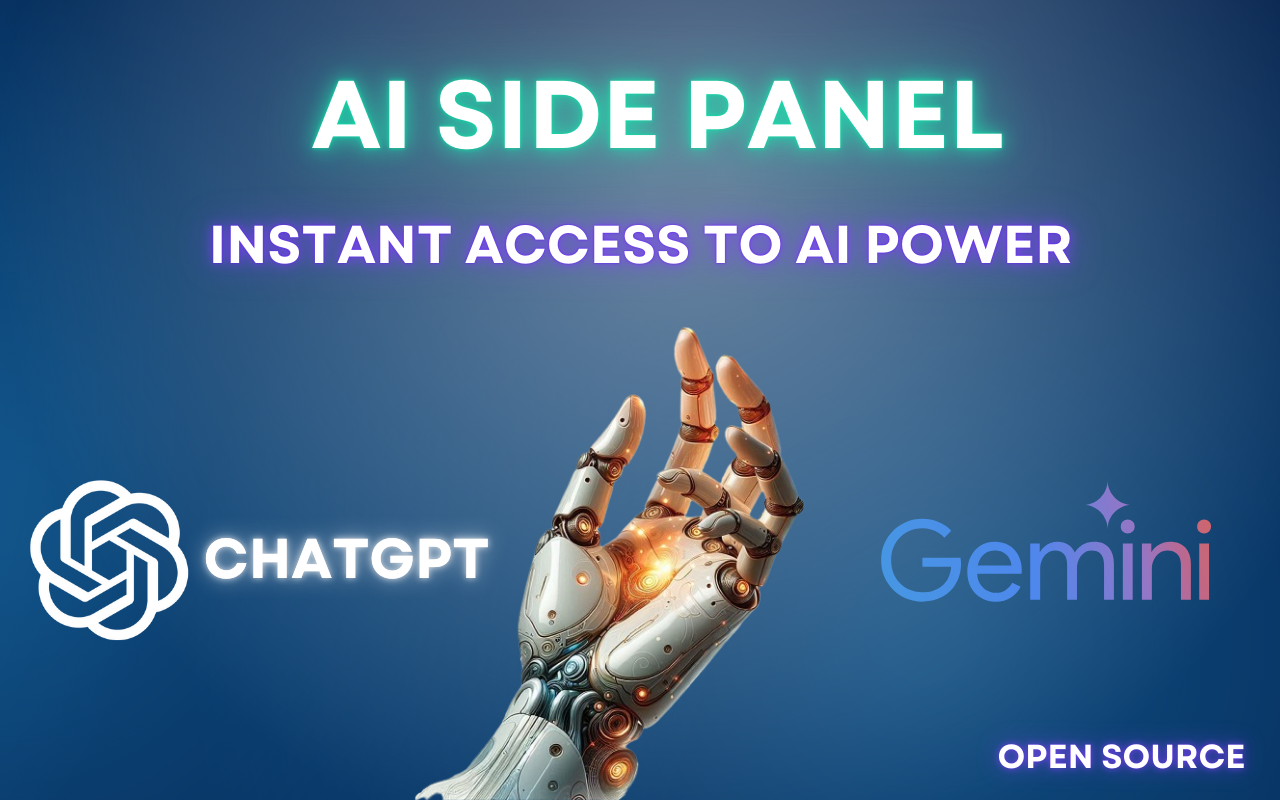 AI SIDE PANEL
INSTANT ACCESS TO AI POWER
CHATGPT
Gemini
OPEN SOURCE